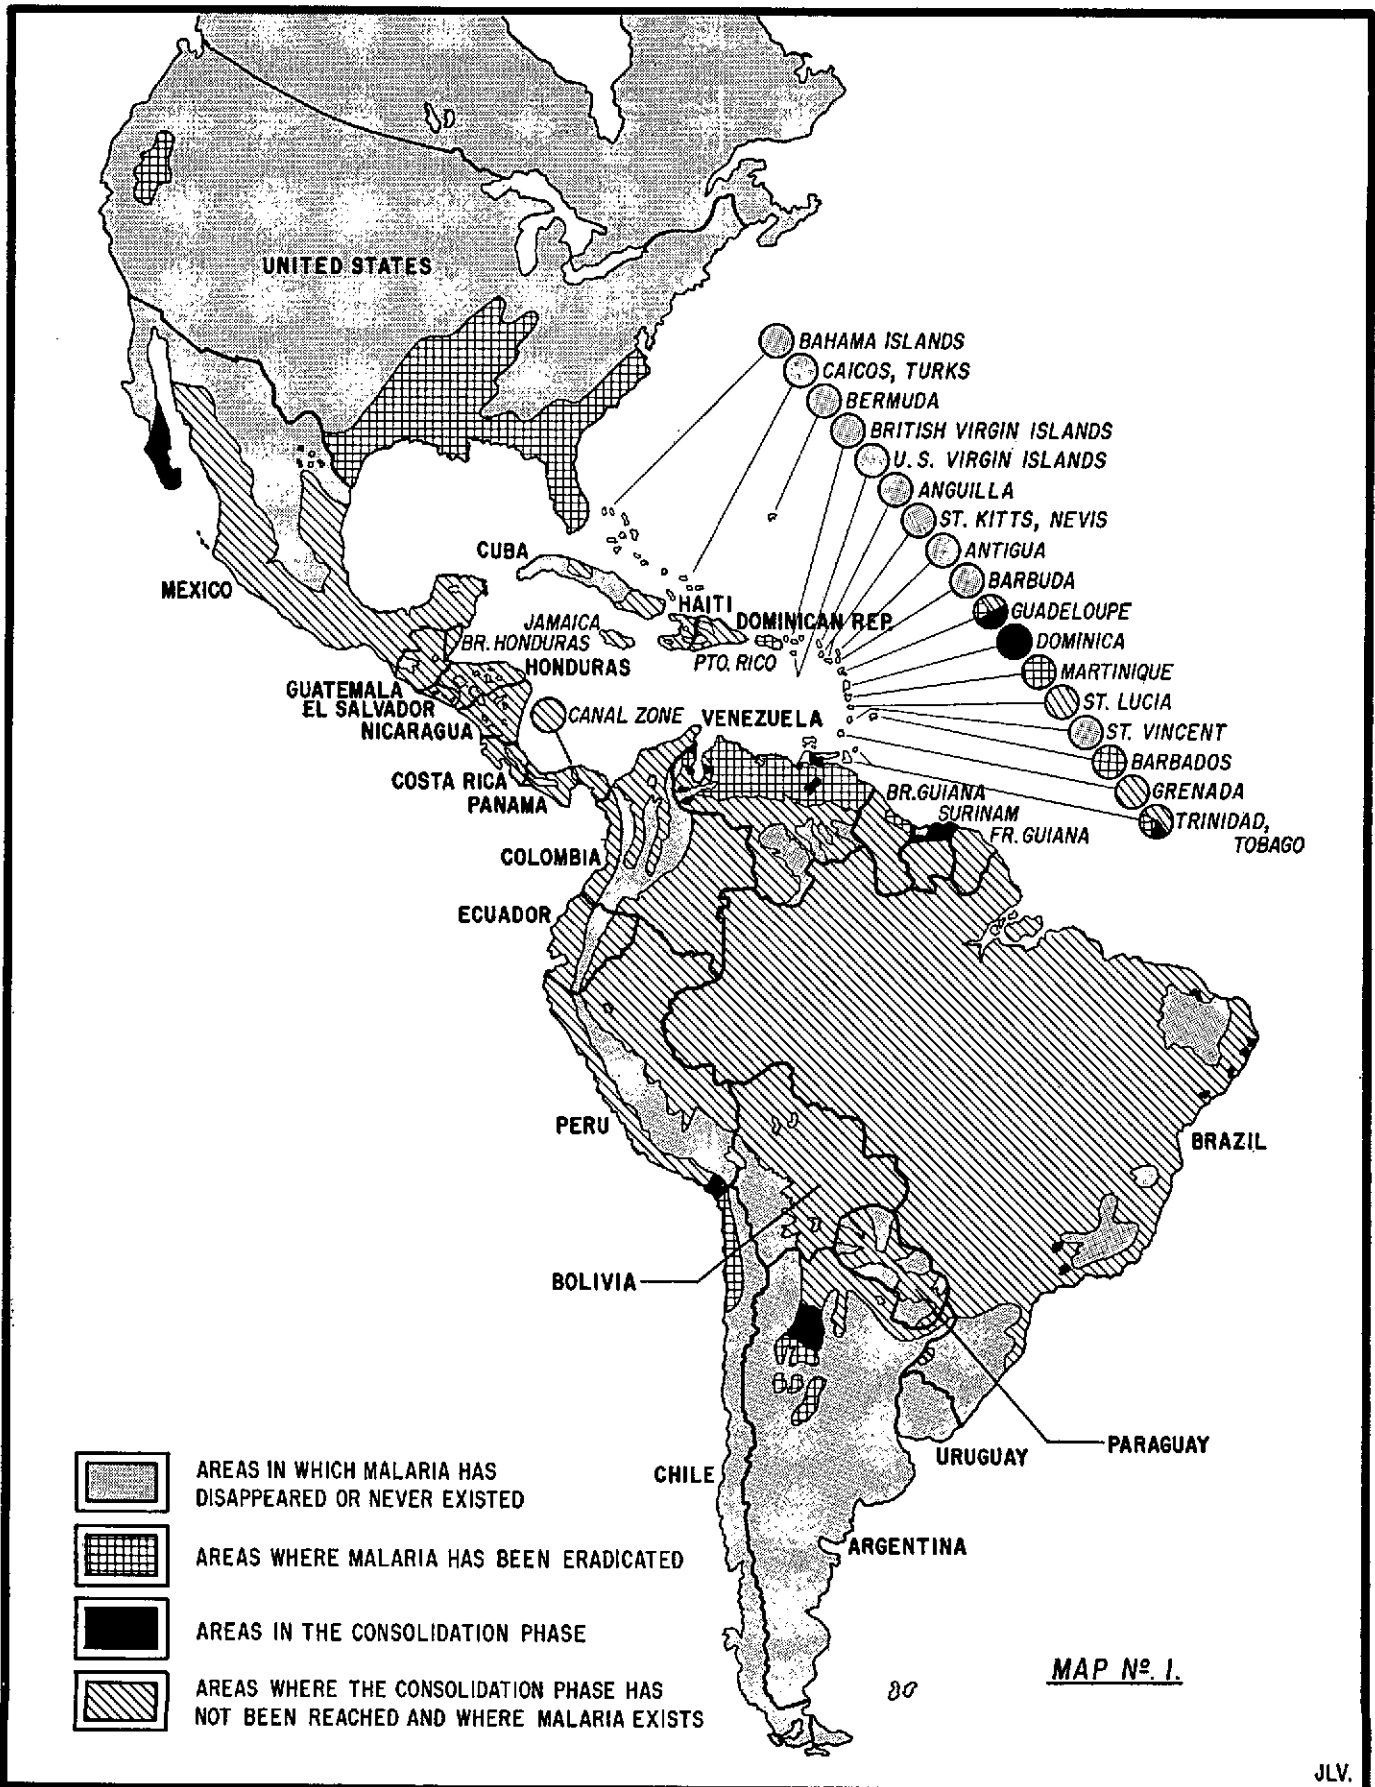 UNITED STATES
BAHAMA ISLANDS
CAICOS, TURKS
BERMUDA
BRITISH VIRGIN ISLANDS
U. S. VIRGIN ISLANDS
ANGUILLA
ST. KITTS, NEVIS
ANTIGUA
BARBUDA
GUADELOUPE
DOMINICA
MARTINIQUE
ST. LUCIA
ST. VINCENT
BARBADOS
GRENADA
TRINIDAD,
TOBAGO
CUBA
MEXICO
HAITI
DOMINICAN REP.
JAMAICA
BR. HONDURAS
PTO. RICO
HONDURAS
GUATEMALA
EL SALVADOR
NICARAGUA
CANAL ZONE
VENEZUELA
COSTA RICA
PANAMA
BR. GUIANA
SURINAM
FR. GUIANA
COLOMBIA
ECUADOR
PERU
BRAZIL
BOLIVIA
PARAGUAY
URUGUAY
CHILE
ARGENTINA
AREAS IN WHICH MALARIA HAS
DISAPPEARED OR NEVER EXISTED
AREAS WHERE MALARIA HAS BEEN ERADICATED
AREAS IN THE CONSOLIDATION PHASE
AREAS WHERE THE CONSOLIDATION PHASE HAS
NOT BEEN REACHED AND WHERE MALARIA EXISTS
MAP Nº. 1.
JLV.